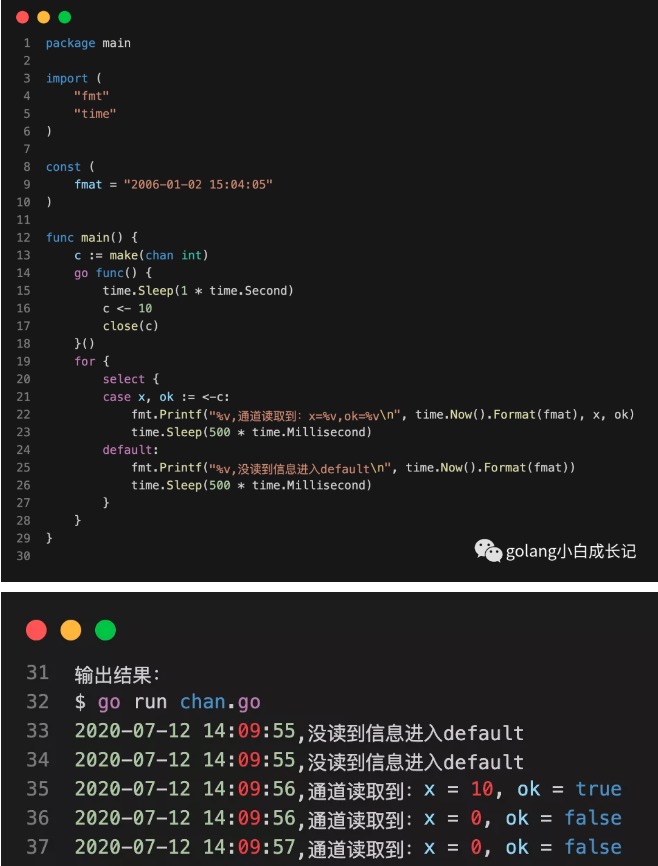 1 package main
2
3 import (
4     "fmt"
5     "time"
6 )
7
8 const (
9     fmat = "2006-01-02 15:04:05"
10 )
11
12 func main() {
13     c := make(chan int)
14     go func() {
15         time.Sleep(1 * time.Second)
16         c <- 10
17         close(c)
18     }()
19     for {
20         select {
21         case x, ok := <-c:
22             fmt.Printf("%v,通道读取到：x=%v,ok=%v\n", time.Now().Format(fmat), x, ok)
23             time.Sleep(500 * time.Millisecond)
24         default:
25             fmt.Printf("%v,没读到信息进入default\n", time.Now().Format(fmat))
26             time.Sleep(500 * time.Millisecond)
27         }
28     }
29 }
30
golang小白成长记
31 输出结果：
32 $ go run chan.go
33 2020-07-12 14:09:55,没读到信息进入default
34 2020-07-12 14:09:55,没读到信息进入default
35 2020-07-12 14:09:56,通道读取到：x = 10, ok = true
36 2020-07-12 14:09:56,通道读取到：x = 0, ok = false
37 2020-07-12 14:09:57,通道读取到：x = 0, ok = false